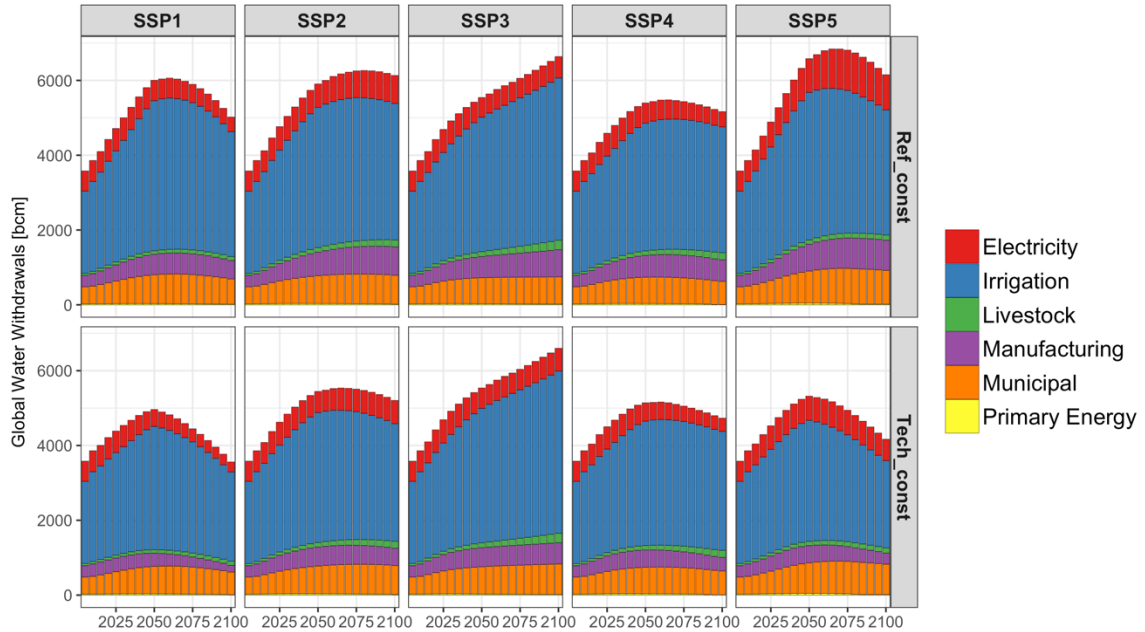 SSP1 SSP2 SSP3 SSP4 SSP5
Global Water Withdrawals [bcm]
6000
4000
2000
0
Ref_const
6000
4000
2000
0
Tech_const
2025 2050 2075 2100 2025 2050 2075 2100 2025 2050 2075 2100 2025 2050 2075 2100 2025 2050 2075 2100
Electricity
Irrigation
Livestock
Manufacturing
Municipal
Primary Energy